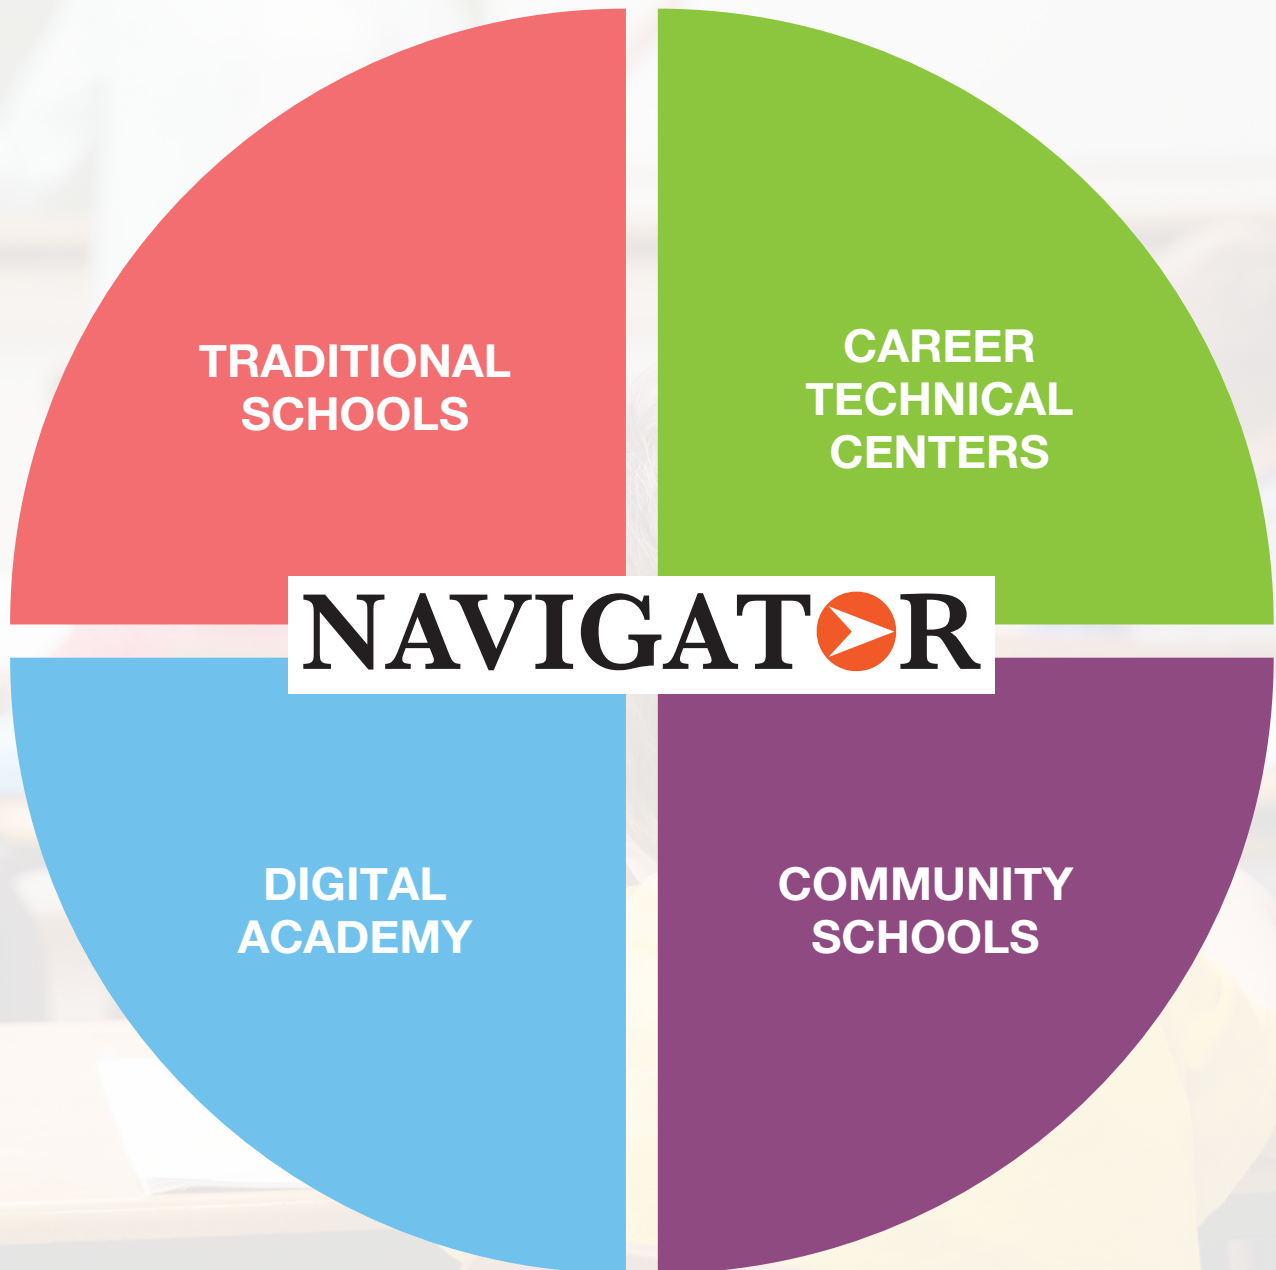 TRADITIONAL
SCHOOLS
CAREER
TECHNICAL
CENTERS
NAVIGATOR
DIGITAL
ACADEMY
COMMUNITY
SCHOOLS